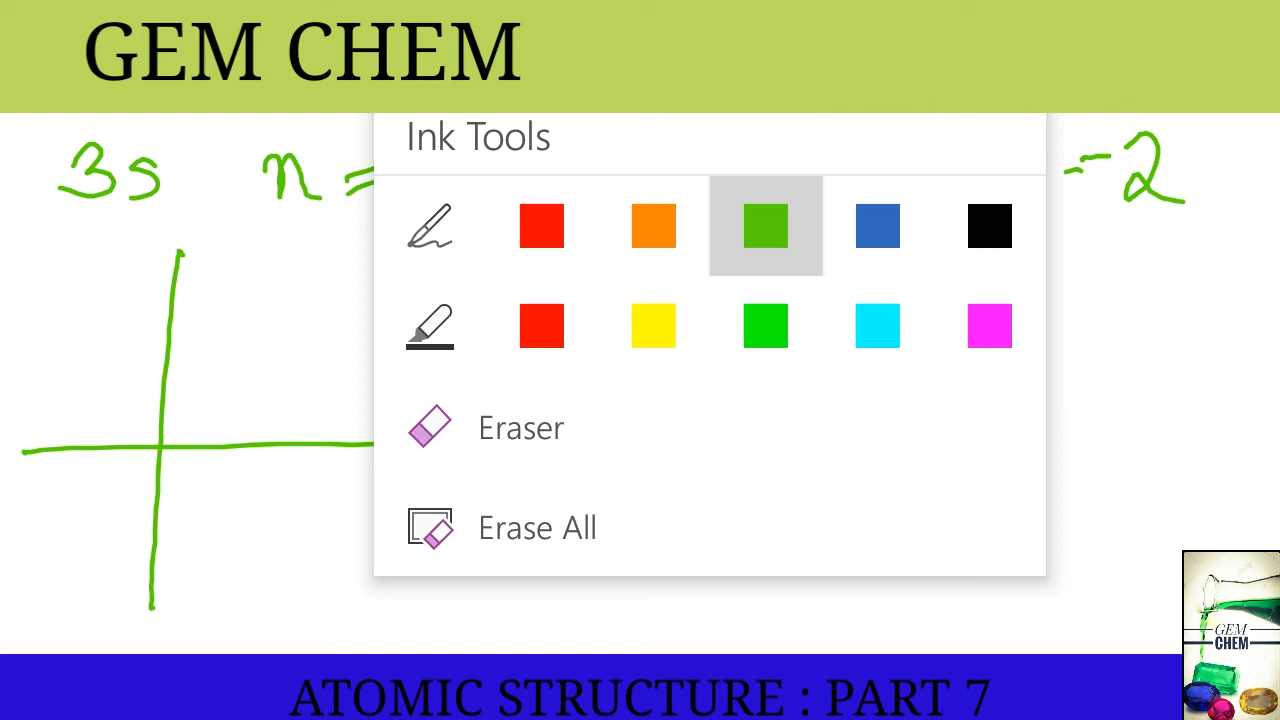 GEM CHEM
Ink Tools
3s n = = 2
Eraser
Erase All
GEM
CHEM
ATOMIC STRUCTURE : PART 7